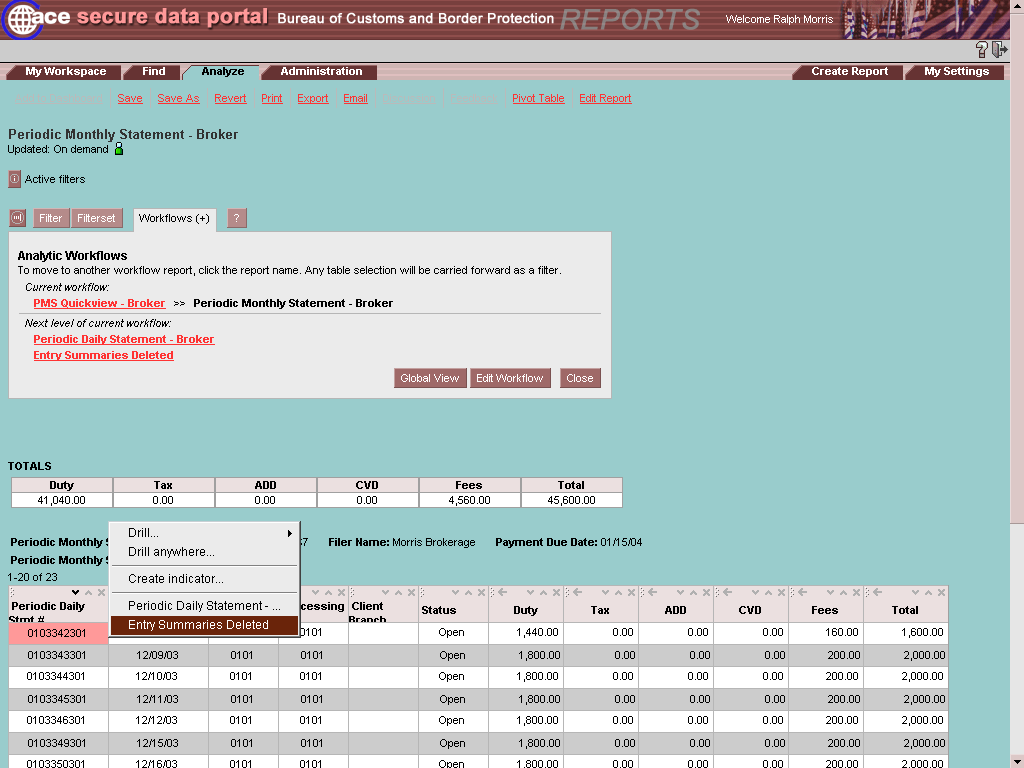 ace secure data portal Bureau of Customs and Border Protection REPORTS Welcome Ralph Morris
?
My Workspace Find Analyze Administration Create Report My Settings
Save Save As Revert Print Export Email Pivot Table Edit Report
Periodic Monthly Statement - Broker
Updated: On demand
Active filters
Filter Filterset Workflows (+) ?
Analytic Workflows
To move to another workflow report, click the report name. Any table selection will be carried forward as a filter.
Current workflow:
PMS Quickview - Broker >> Periodic Monthly Statement - Broker
Next level of current workflow:
Periodic Daily Statement - Broker
Entry Summaries Deleted
Global View Edit Workflow Close
TOTALS
Duty Tax ADD CVD Fees Total
41,040.00 0.00 0.00 0.00 4,560.00 45,600.00
Periodic Monthly 7 Filer Name: Morris Brokerage Payment Due Date: 01/15/04
Periodic Monthly
1-20 of 23
Drill...
Drill anywhere...
Create indicator...
Periodic Daily Statement - ...
Entry Summaries Deleted
Periodic Daily Stmt # cessing Client Branch Status Duty Tax ADD CVD Fees Total
0103342301 0101 Open 1,440.00 0.00 0.00 0.00 160.00 1,600.00
0103343301 12/09/03 0101 0101 Open 1,800.00 0.00 0.00 0.00 200.00 2,000.00
0103344301 12/10/03 0101 0101 Open 1,800.00 0.00 0.00 0.00 200.00 2,000.00
0103345301 12/11/03 0101 0101 Open 1,800.00 0.00 0.00 0.00 200.00 2,000.00
0103346301 12/12/03 0101 0101 Open 1,800.00 0.00 0.00 0.00 200.00 2,000.00
0103349301 12/15/03 0101 0101 Open 1,800.00 0.00 0.00 0.00 200.00 2,000.00
0103350301 12/16/03 0101 0101 Open 1,800.00 0.00 0.00 0.00 200.00 2,000.00